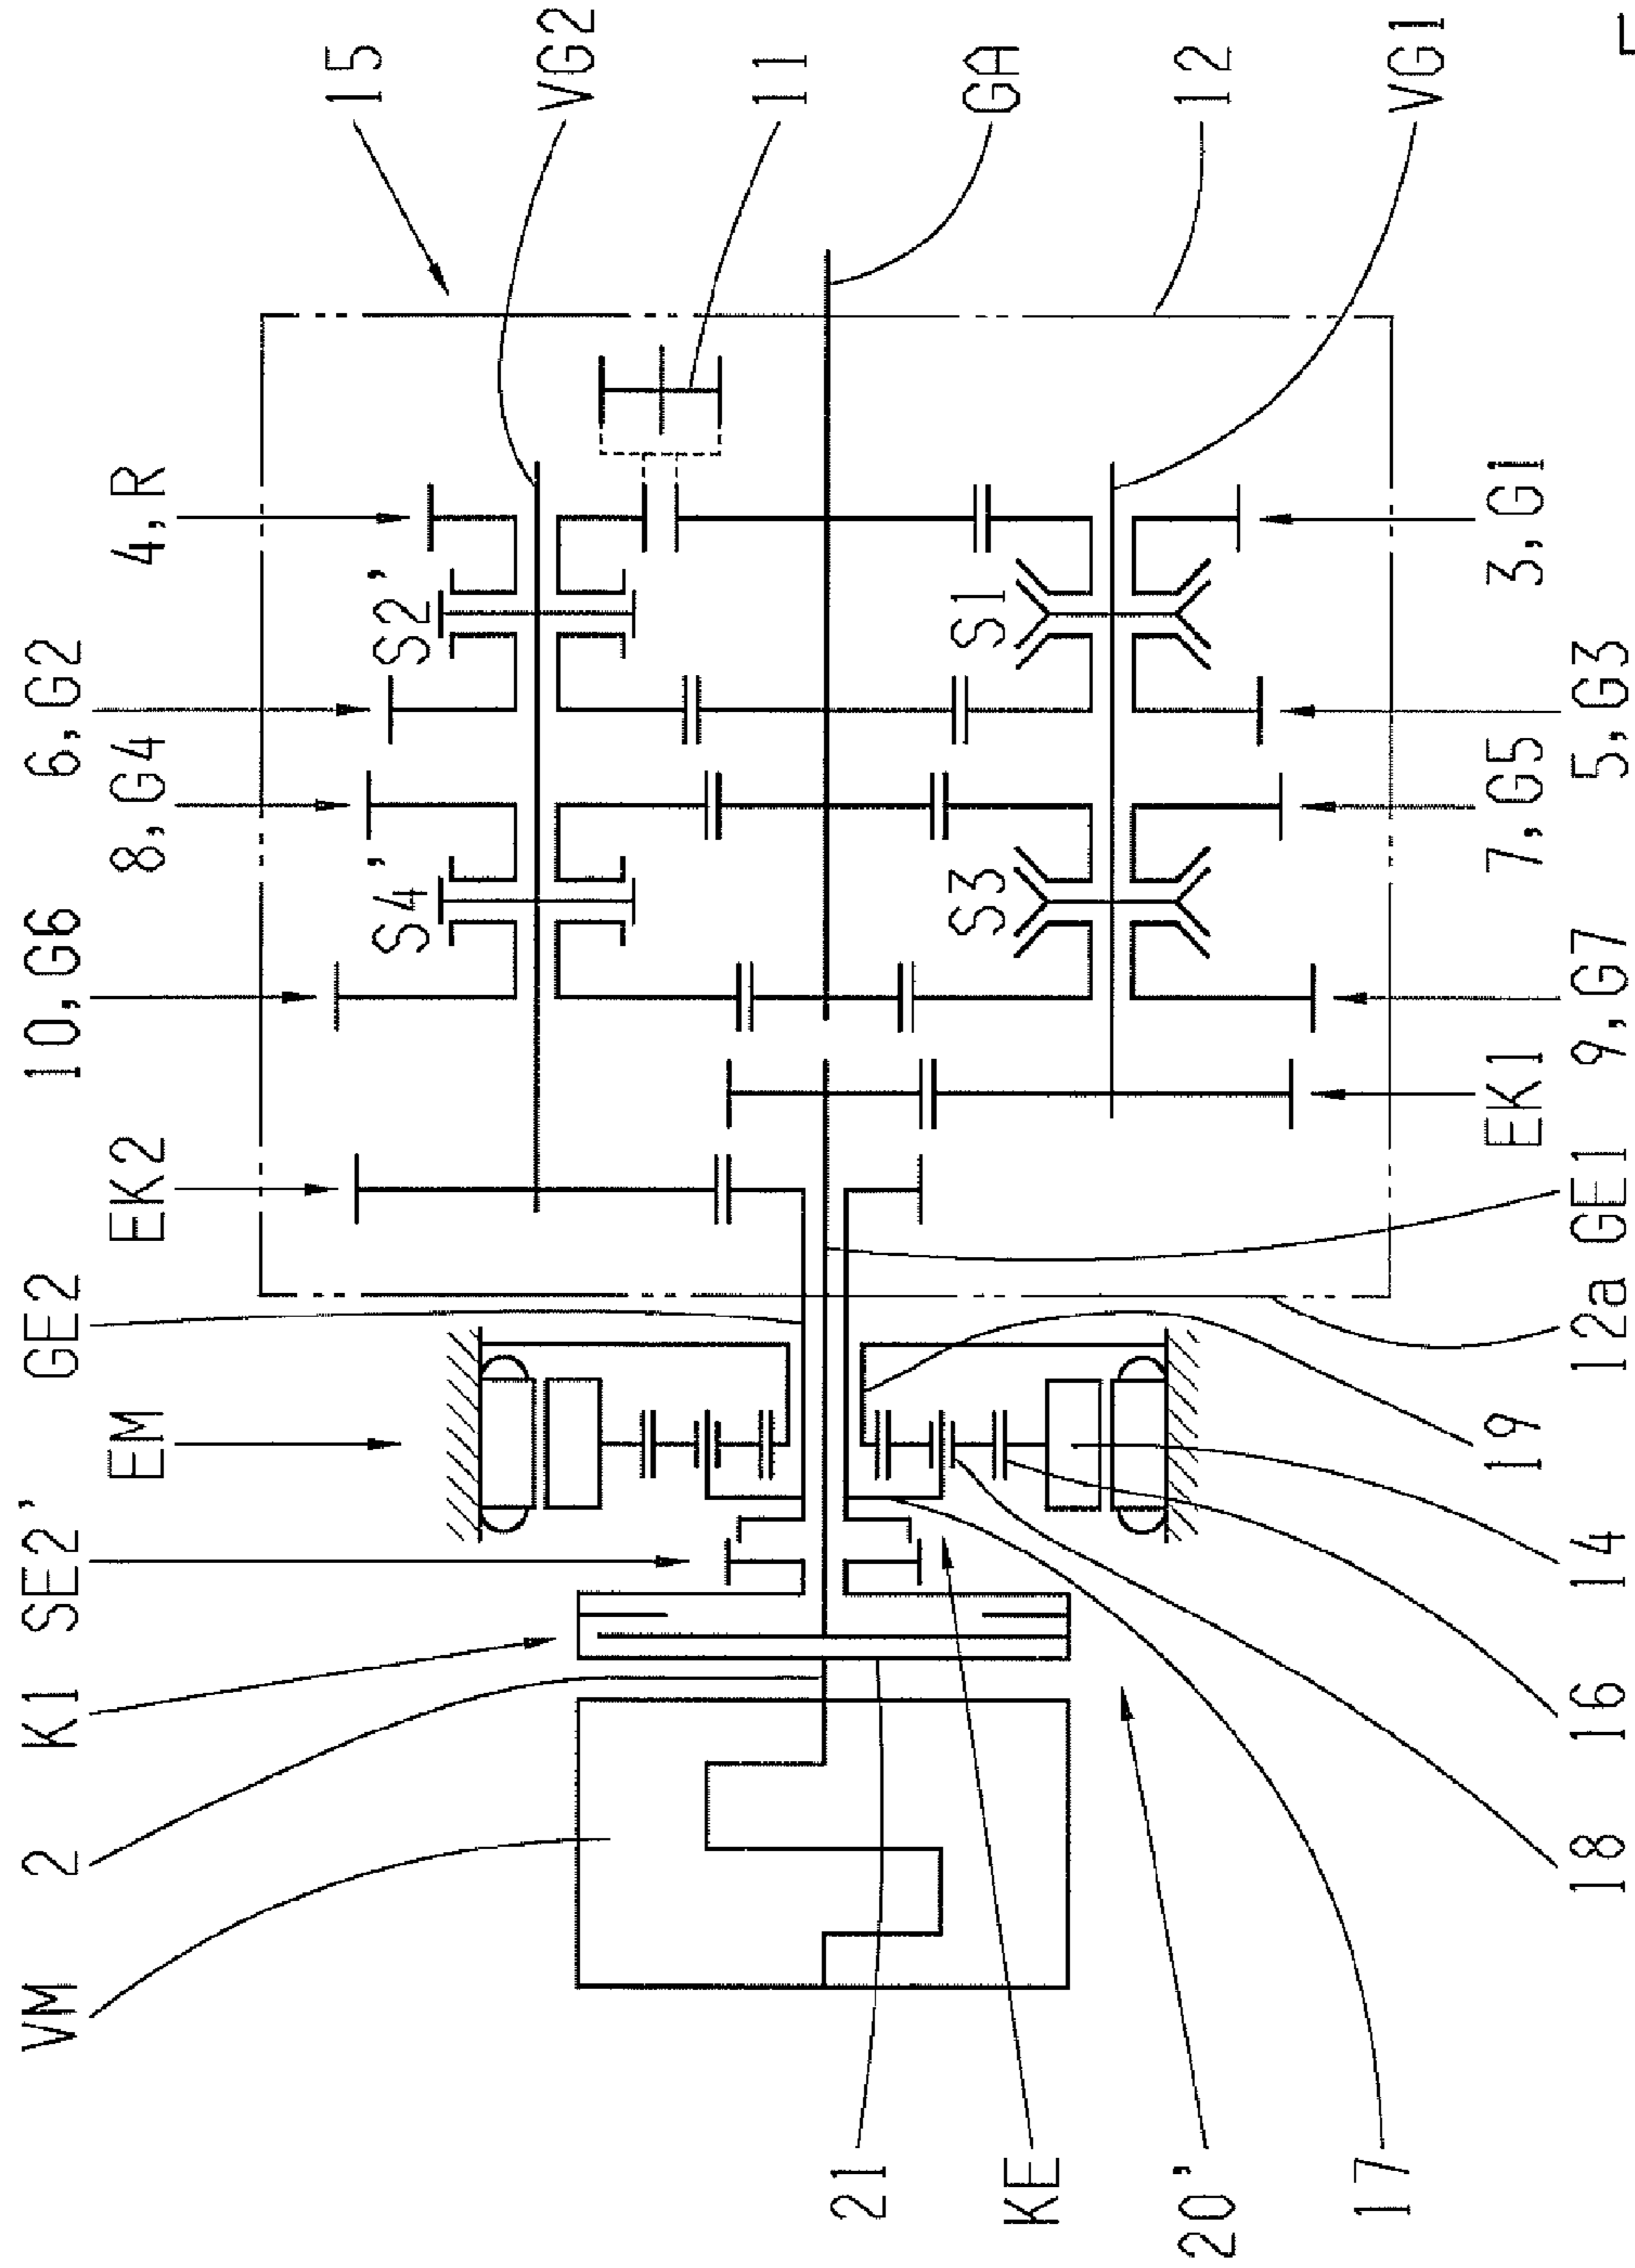 VM
2
K1
SE2'
EM
GE2
EK2
10,G6
8,G4
6,G2
4,R
15
VG2
11
GA
12
VG1
S2'
S4'
S1
S3
21
KE
20'
17
18
16
14
19
12a
GE1
EK1
9,G7
7,G5
5,G3
3,G1